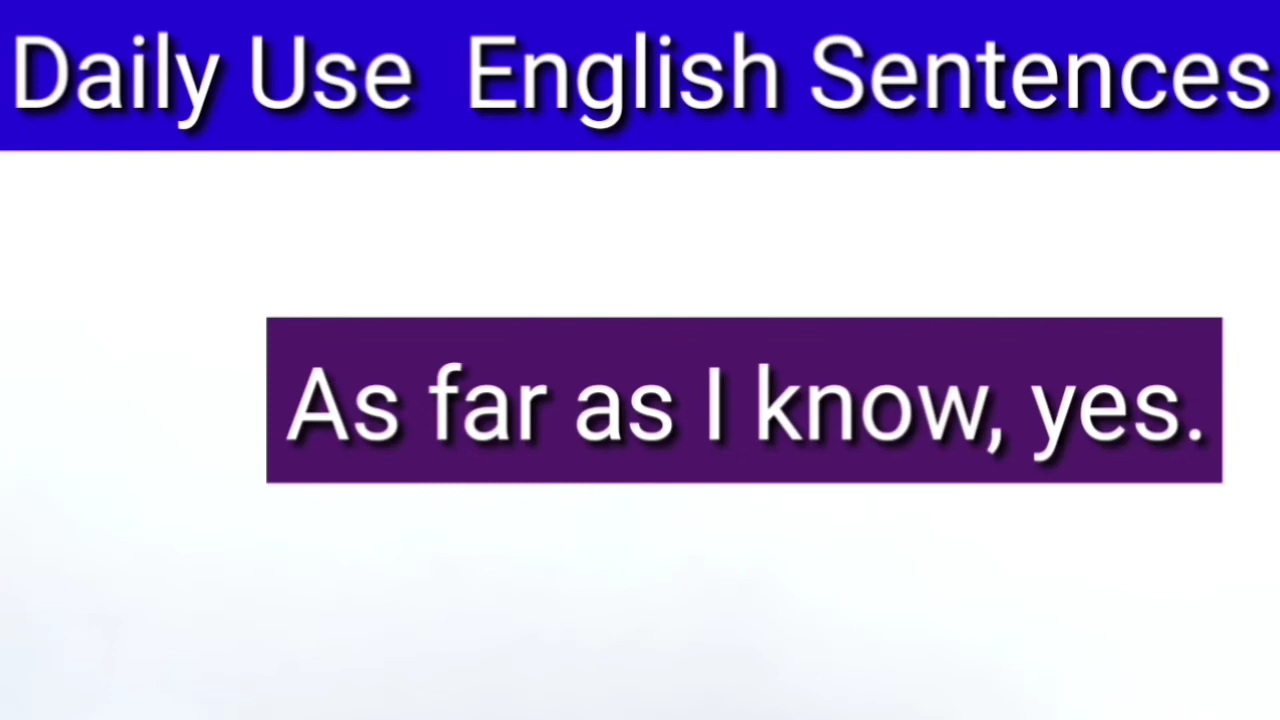 Daily Use English Sentences
As far as I know, yes.